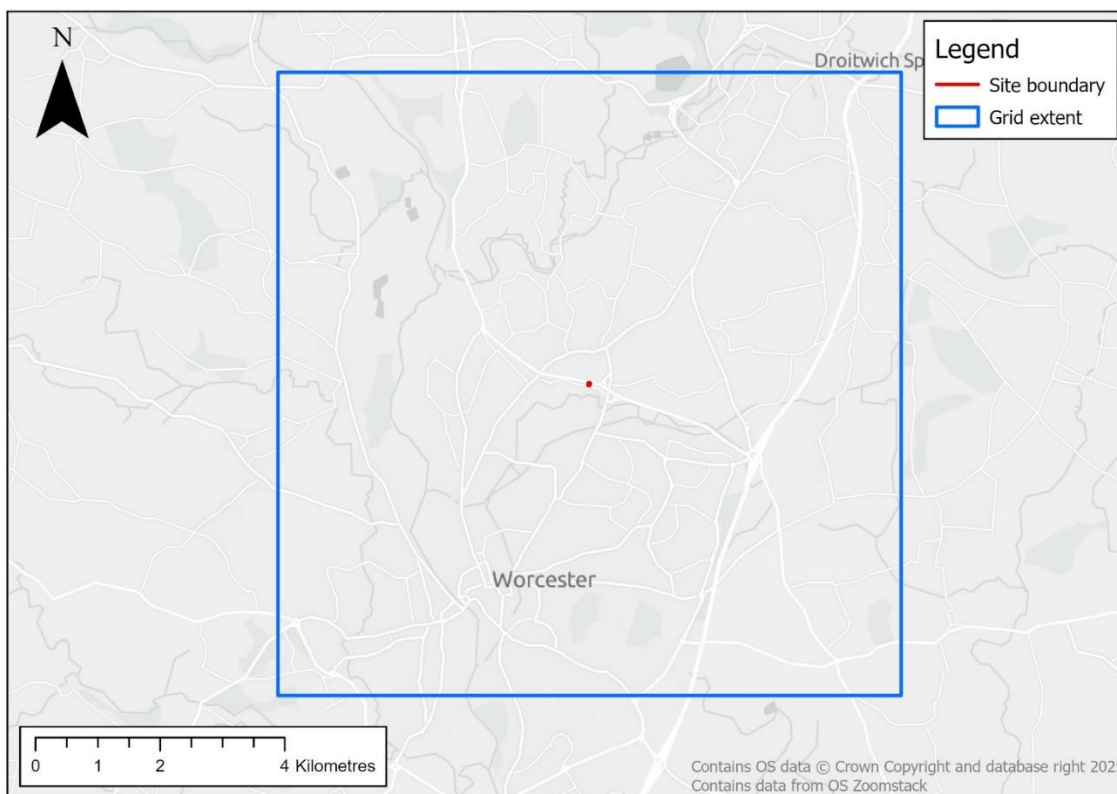 N
Droitwich Sp
Legend
Site boundary
Grid extent
Worcester
0 1 2 4 Kilometres
Contains OS data © Crown Copyright and database right 202
Contains data from OS Zoomstack